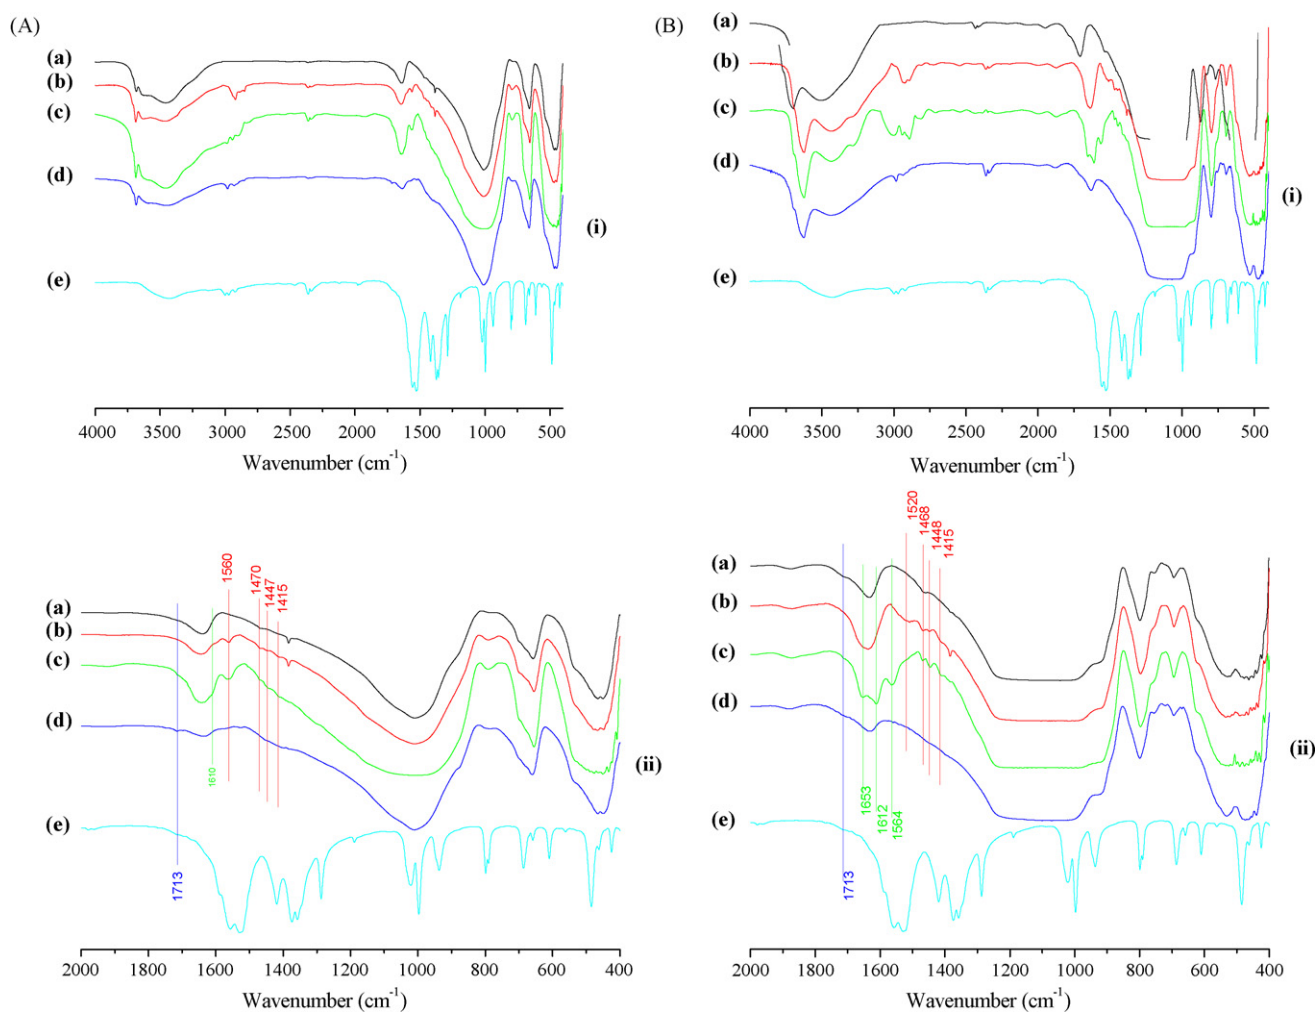 (A)
(a)
(b)
(c)
(d)
(e)
(i)
4000 3500 3000 2500 2000 1500 1000 500
Wavenumber (cm⁻¹)
(B)
(a)
(b)
(c)
(d)
(e)
(i)
4000 3500 3000 2500 2000 1500 1000 500
Wavenumber (cm⁻¹)
1560
1470
1447
1415
(a)
(b)
(c)
(d)
(e)
1610
1713
(ii)
2000 1600 1200 1000 800 600 400
Wavenumber (cm⁻¹)
1520
1468
1448
1415
(a)
(b)
(c)
(d)
(e)
1653
1612
1564
1713
(ii)
2000 1800 1600 1400 1200 1000 800 600 400
Wavenumber (cm⁻¹)